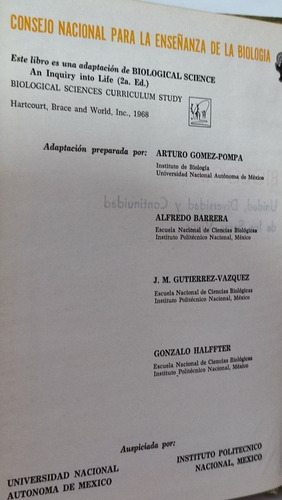 CONSEJO NACIONAL PARA LA ENSEÑANZA DE LA BIOLOGIA
Este libro es una adaptación de BIOLOGICAL SCIENCE
An Inquiry into Life (2a. Ed.)
BIOLOGICAL SCIENCES CURRICULUM STUDY
Hartcourt, Brace and World, Inc., 1968
Adaptación preparada por: ARTURO GOMEZ-POMPA
Instituto de Biología
Universidad Nacional Autónoma de México
ALFREDO BARRERA
Escuela Nacional de Ciencias Biológicas
Instituto Politécnico Nacional, México
J. M. GUTIERREZ-VAZQUEZ
Escuela Nacional de Ciencias Biológicas
Instituto Politécnico Nacional, México
GONZALO HALFFTER
Escuela Nacional de Ciencias Biológicas
Instituto Politécnico Nacional, México
Auspiciada por:
UNIVERSIDAD NACIONAL
AUTONOMA DE MEXICO
INSTITUTO POLITECNICO
NACIONAL, MEXICO